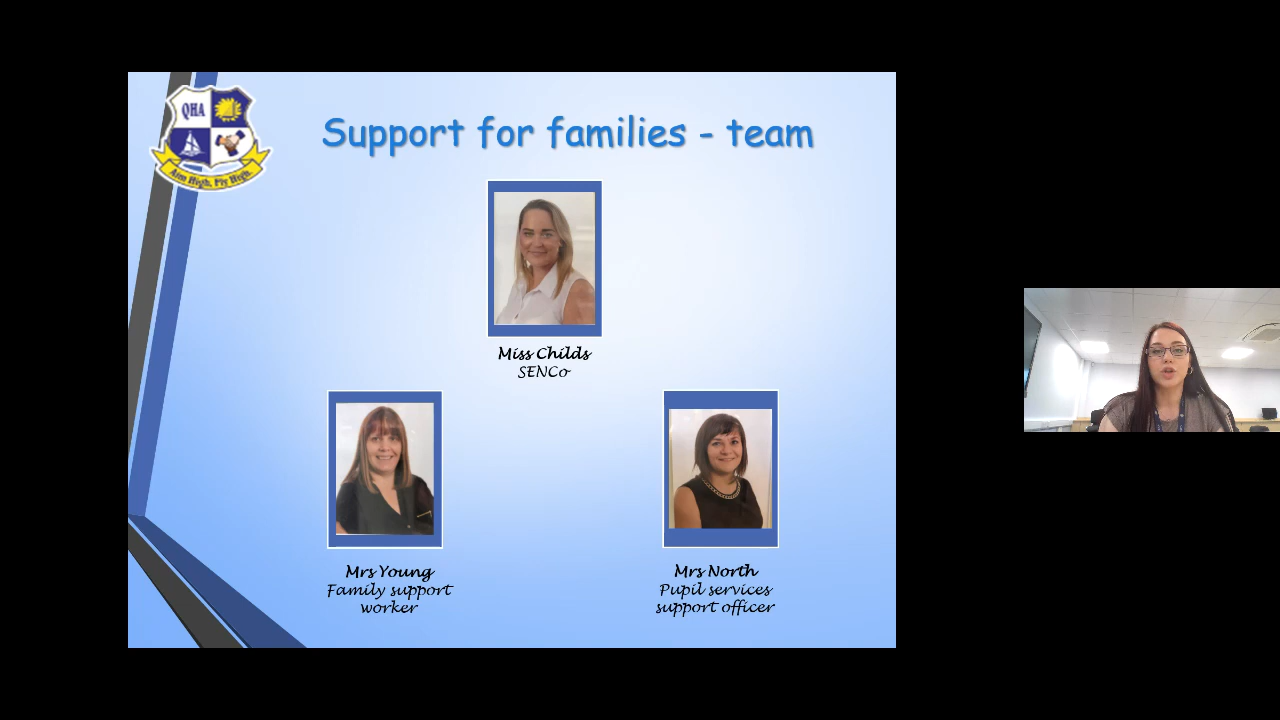 QHA
Aim High, Fly High.
Support for families - team
Miss Childs
SENCo
Mrs Young
Family support
worker
Mrs North
Pupil services
support officer